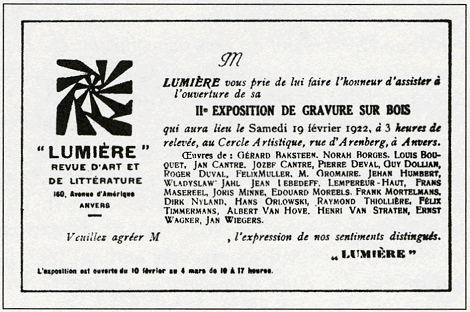 M
LUMIÈRE vous prie de lui faire l'honneur d'assister à
l'ouverture de sa
IIe EXPOSITION DE GRAVURE SUR BOIS
qui aura lieu le Samedi 19 février 1922, à 3 heures de
relevée, au Cercle Artistique, rue d'Arenberg, à Anvers.
Œuvres de : GÉRARD BAKSTEEN. NORAH BORGES. LOUIS BOU-
QUET, JAN CANTRE, JOZEF CANTRE, PIERRE DEVAL, GUY DOLLIAN,
ROGER DUVAL, FELIXMULLER, M. GROMAIRE. JEHAN HUMBERT,
WLADYSLAW JAHL, JEAN LEBEDEFF. LEMPEREUR-HAUT, FRANS
MASEREEL, JORIS MINNE, EDOUARD MOREELS. FRANK MORTELMANS,
DIRK NYLAND, HANS ORLOWSKI, RAYMOND THIOLLIÈRE. FÉLIX
TIMMERMANS, ALBERT VAN HOVE, HENRI VAN STRATEN, ERNST
WAGNER, JAN WIEGERS.
"LUMIÈRE"
REVUE D'ART ET
DE LITTÉRATURE
160, Avenue d'Amérique
ANVERS
Veuillez agréer M , l'expression de nos sentiments distingués.
„LUMIÈRE"
L'exposition est ouverte du 10 février au 4 mars de 10 à 17 heures.